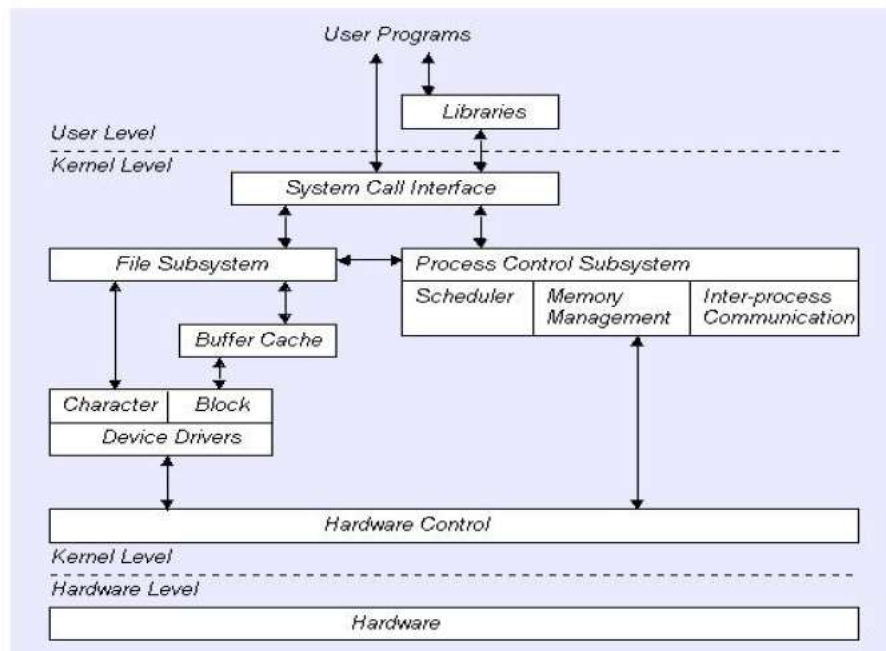 User Programs
Libraries
User Level
Kernel Level
System Call Interface
File Subsystem
Process Control Subsystem
Scheduler
Memory
Management
Inter-process
Communication
Buffer Cache
Character
Block
Device Drivers
Hardware Control
Kernel Level
Hardware Level
Hardware